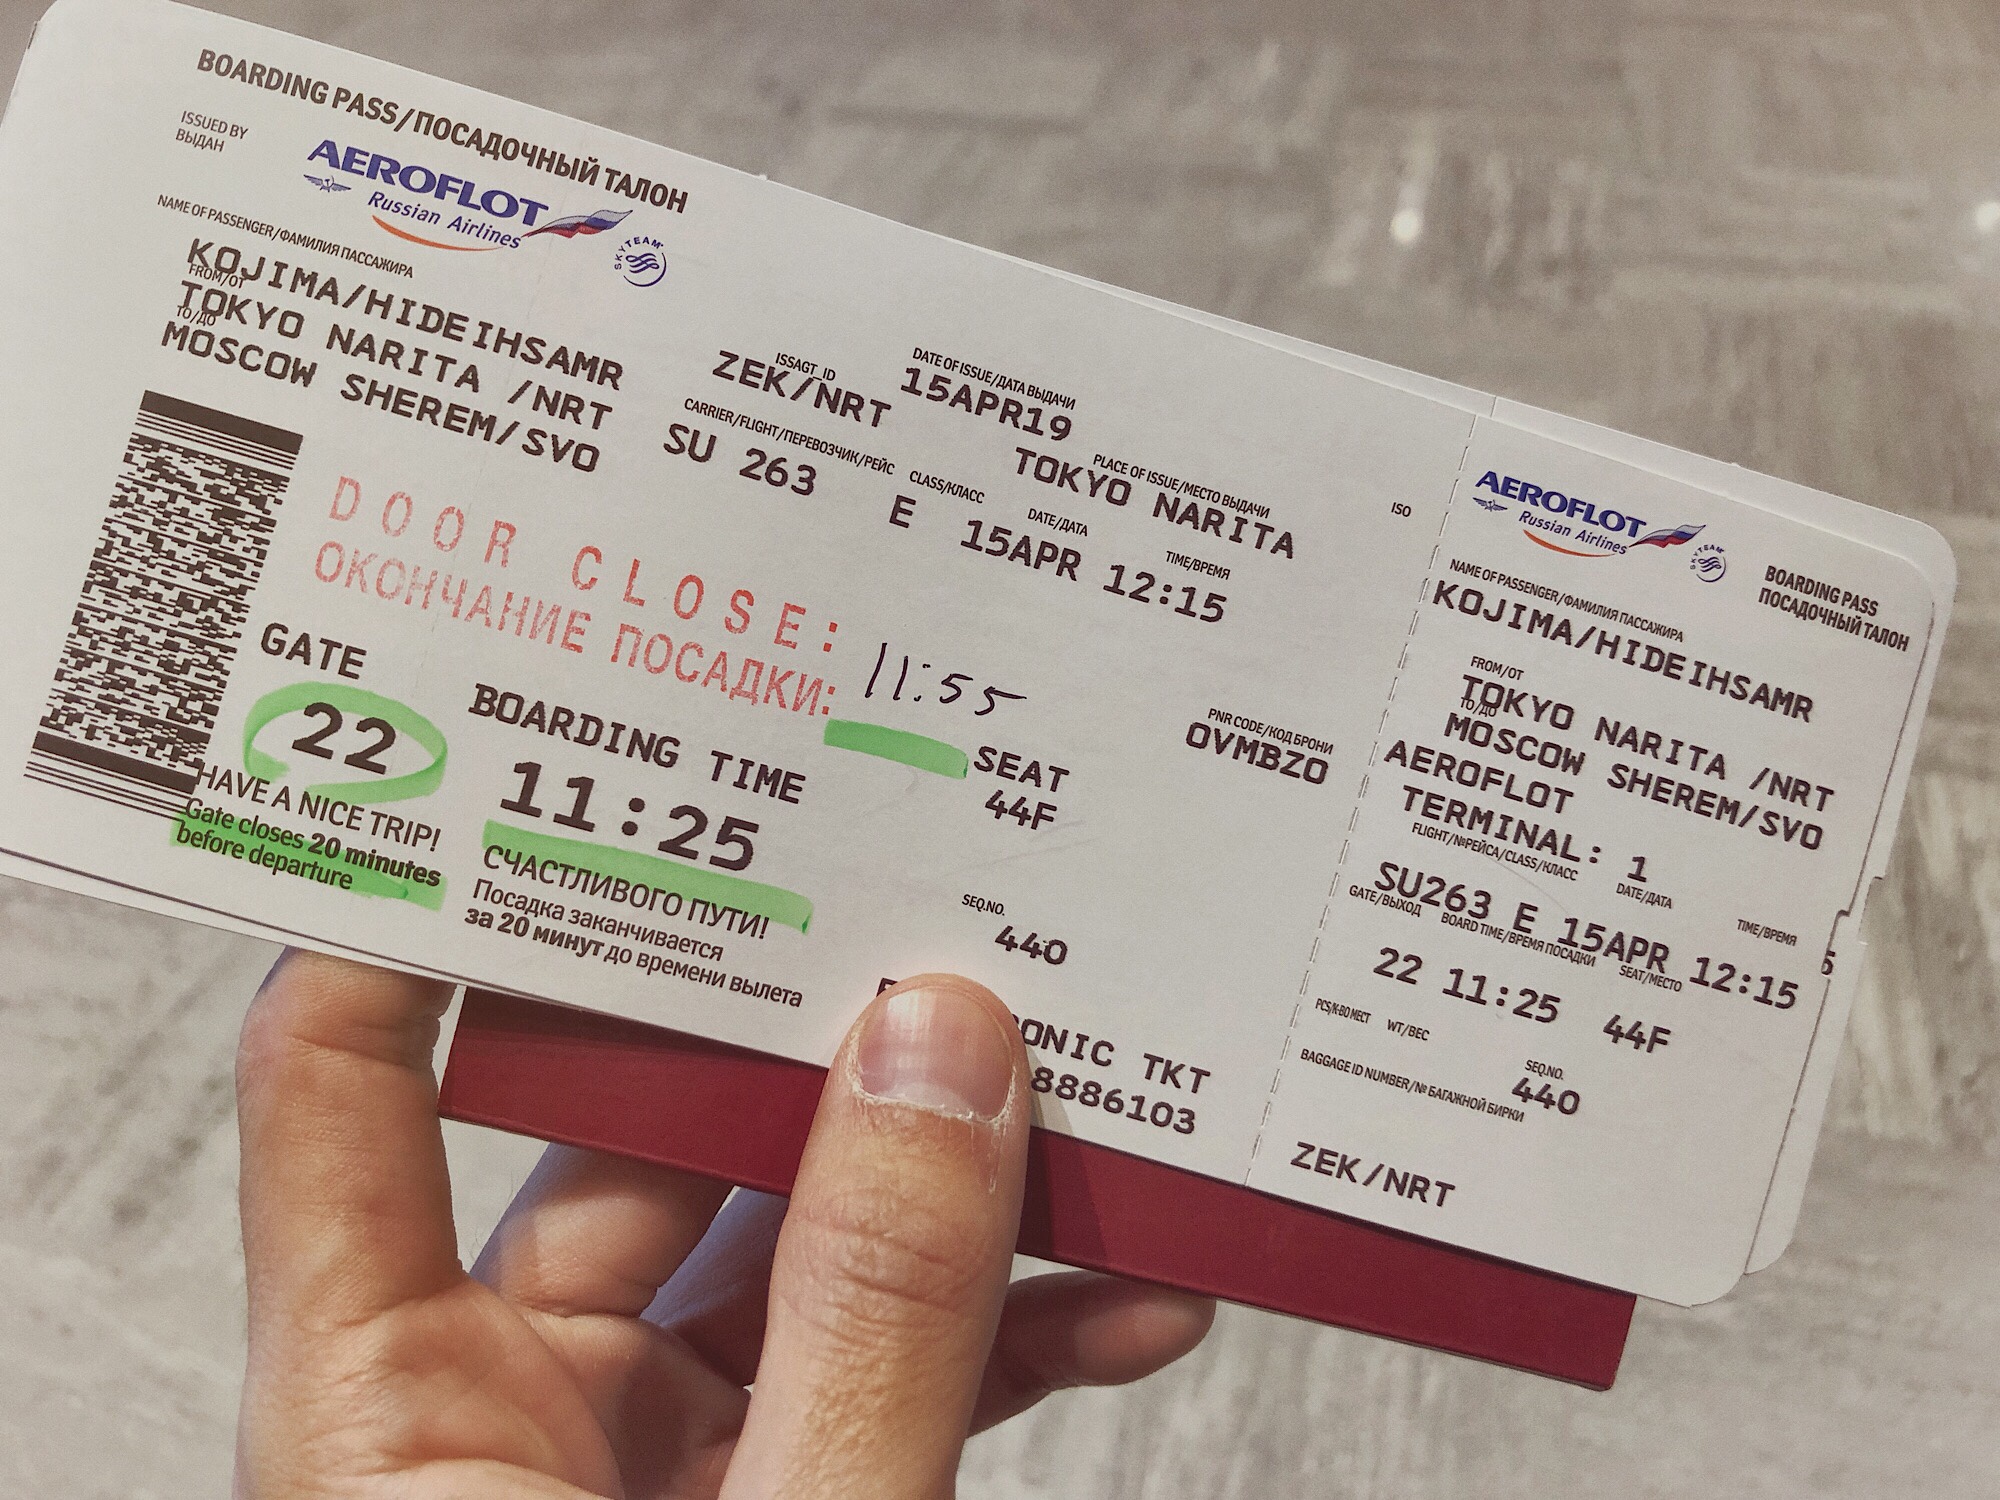 BOARDING PASS/ПОСАДОЧНЫЙ ТАЛОН
ISSUED BY
ВЫДАН
AEROFLOT
Russian Airlines
SKYTEAM
NAME OF PASSENGER/ФАМИЛИЯ ПАССАЖИРА
KOJIMA/HIDEIHSAMR
FROM/ОТ
TOKYO NARITA /NRT
TO/ДО
MOSCOW SHEREM/SVO
ISSAGT_ID
ZEK/NRT
DATE OF ISSUE/ДАТА ВЫДАЧИ
15APR19
CARRIER/FLIGHT/ПЕРЕВОЗЧИК/РЕЙС
SU 263
PLACE OF ISSUE/МЕСТО ВЫДАЧИ
TOKYO NARITA
CLASS/КЛАСС
E
DATE/ДАТА
15APR
TIME/ВРЕМЯ
12:15
ISO
DOOR CLOSE:
ОКОНЧАНИЕ ПОСАДКИ:
11:55
GATE
22
BOARDING TIME
11:25
SEAT
44F
PNR CODE/КОД БРОНИ
OVMBZO
HAVE A NICE TRIP!
Gate closes 20 minutes
before departure
СЧАСТЛИВОГО ПУТИ!
Посадка заканчивается
за 20 минут до времени вылета
SEQ.NO.
440
ONIC TKT
8886103
AEROFLOT
Russian Airlines
SKYTEAM
BOARDING PASS
ПОСАДОЧНЫЙ ТАЛОН
NAME OF PASSENGER/ФАМИЛИЯ ПАССАЖИРА
KOJIMA/HIDEIHSAMR
FROM/ОТ
TOKYO NARITA /NRT
TO/ДО
MOSCOW SHEREM/SVO
AEROFLOT
TERMINAL: 1
FLIGHT/№РЕЙСА/CLASS/КЛАСС
DATE/ДАТА
TIME/ВРЕМЯ
SU263 E 15APR 12:15
GATE/ВЫХОД
BOARD TIME/ВРЕМЯ ПОСАДКИ
SEAT/МЕСТО
22 11:25 44F
PCS/К-ВО МЕСТ
WT/ВЕС
SEQ.NO.
440
BAGGAGE ID NUMBER/№ БАГАЖНОЙ БИРКИ
ZEK/NRT